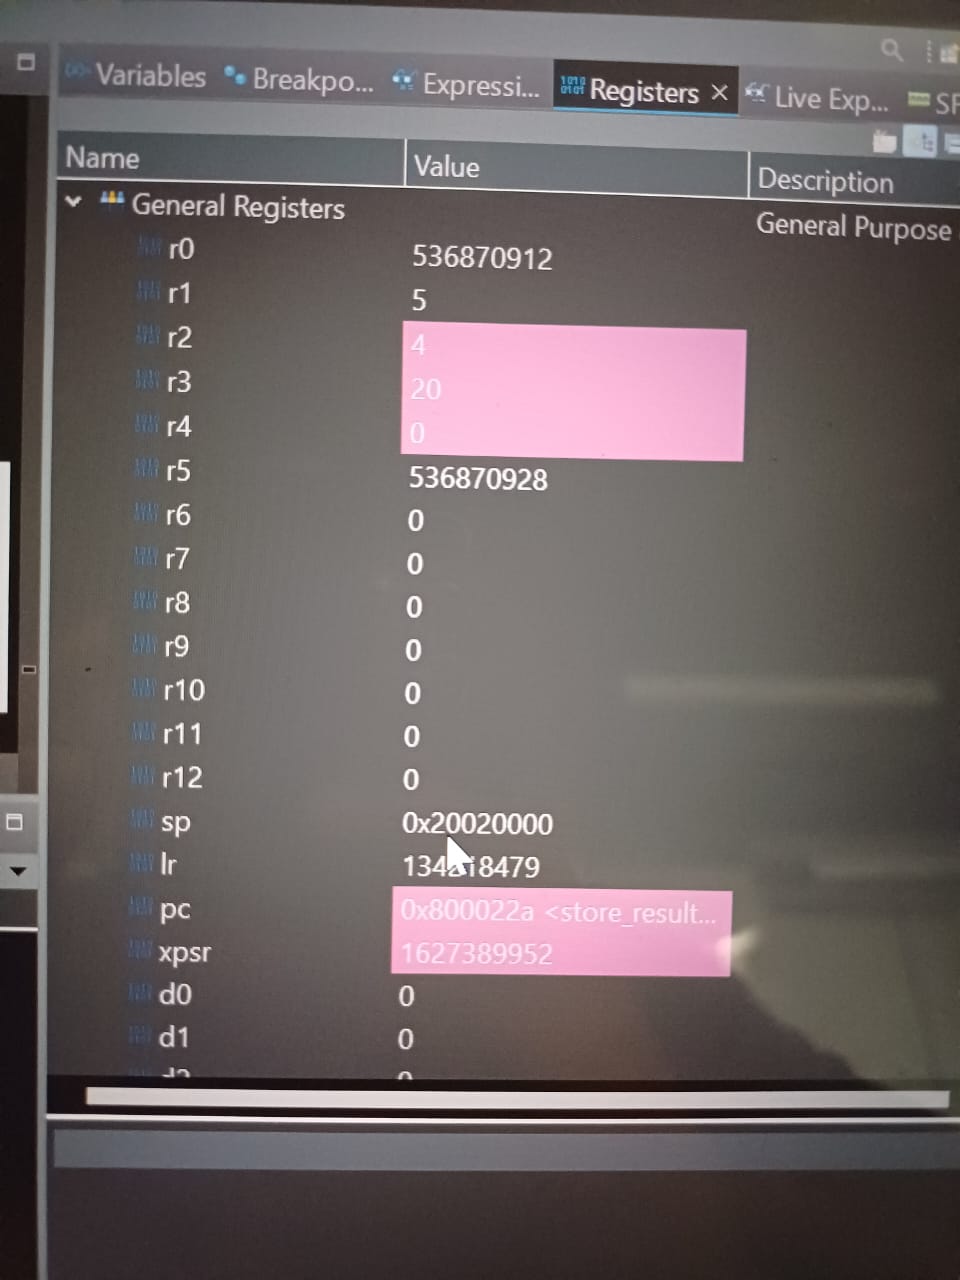 Variables Breakpo... Expressi... Registers × Live Exp... SF
Name Value Description
General Registers General Purpose
r0 536870912
r1 5
r2 4
r3 20
r4 0
r5 536870928
r6 0
r7 0
r8 0
r9 0
r10 0
r11 0
r12 0
sp 0x20020000
lr
pc 0x800022a <store_result...
xpsr 1627389952
d0 0
d1 0